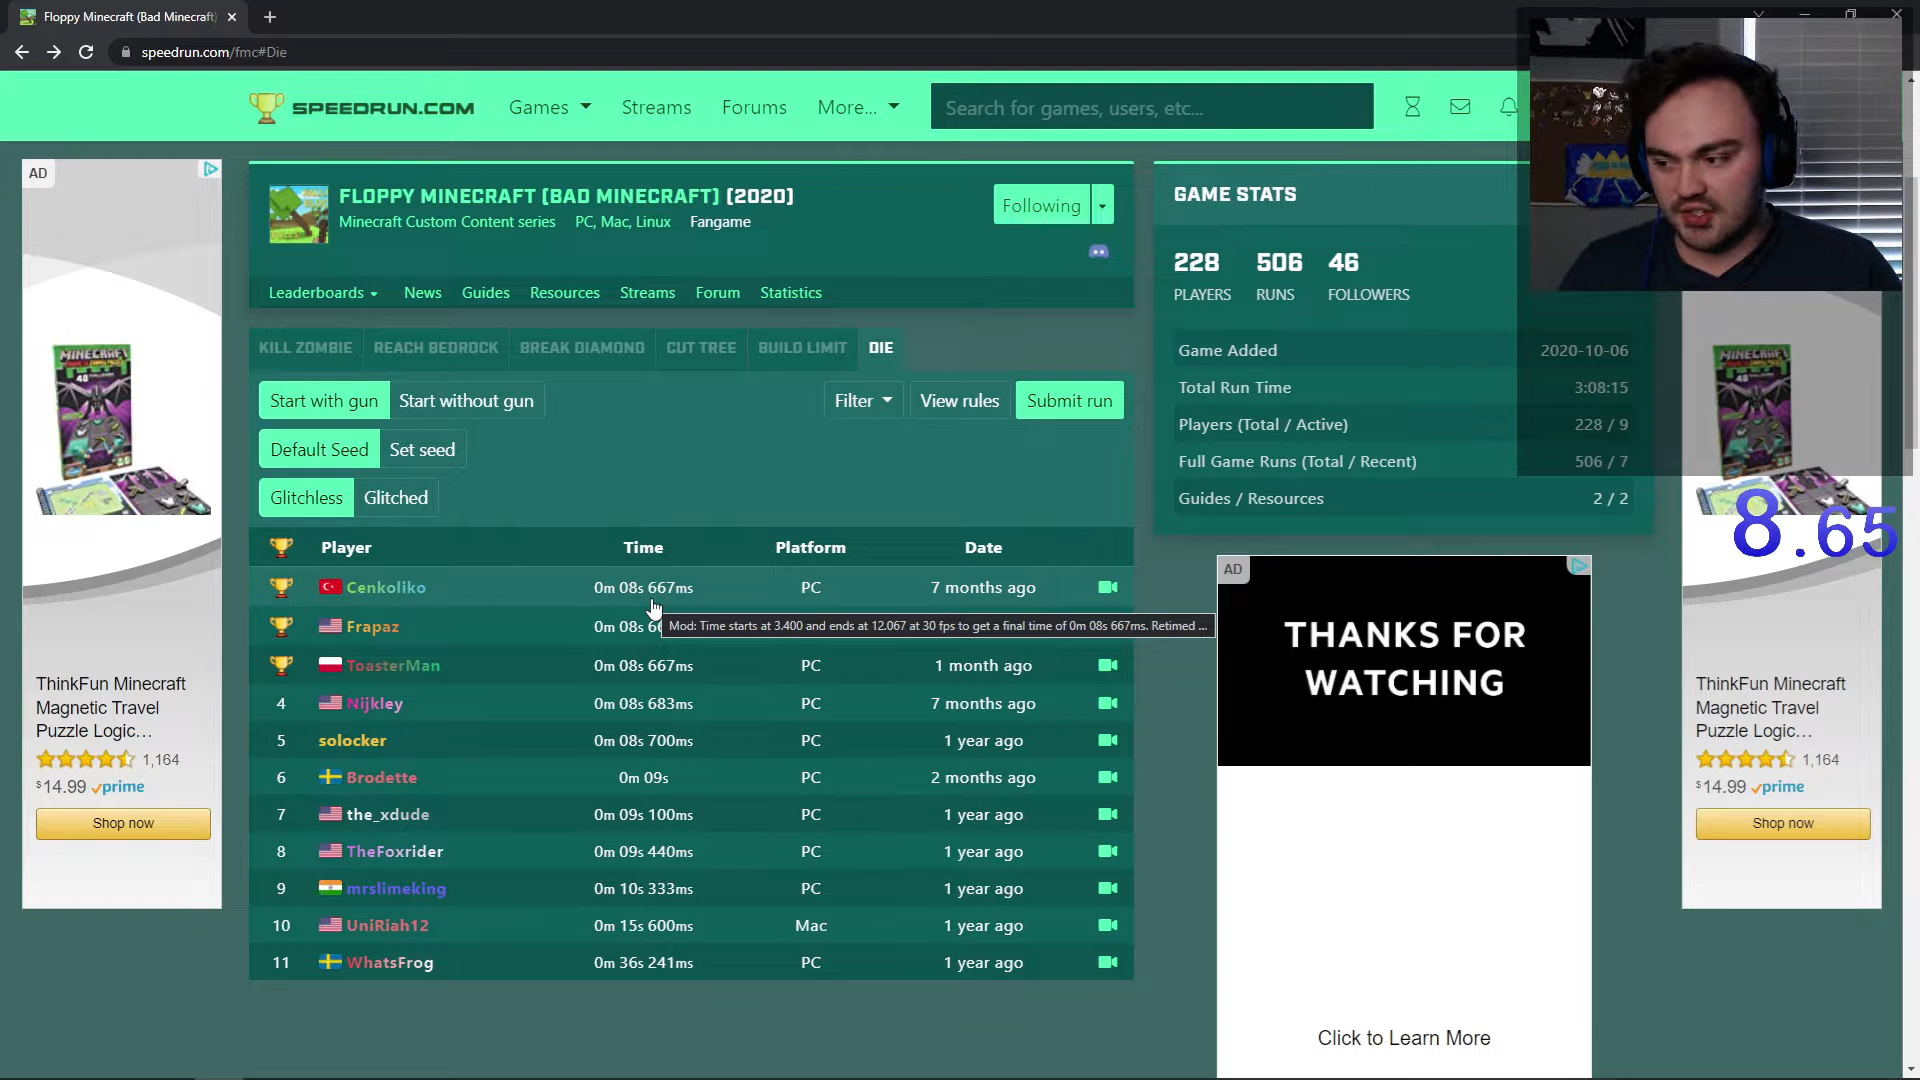 Floppy Minecraft (Bad Minecraft)
speedrun.com/fmc#Die
SPEEDRUN.COM
Games
Streams
Forums
More...
Search for games, users, etc...
AD
FLOPPY MINECRAFT (BAD MINECRAFT) (2020)
Minecraft Custom Content series PC, Mac, Linux Fangame
Following
Leaderboards News Guides Resources Streams Forum Statistics
KILL ZOMBIE REACH BEDROCK BREAK DIAMOND CUT TREE BUILD LIMIT DIE
Start with gun Start without gun
Filter View rules Submit run
Default Seed Set seed
Glitchless Glitched
Player Time Platform Date
Cenkoliko 0m 08s 667ms PC 7 months ago
Frapaz 0m 08s 6
Mod: Time starts at 3.400 and ends at 12.067 at 30 fps to get a final time of 0m 08s 667ms. Retimed ...
ToasterMan 0m 08s 667ms PC 1 month ago
4 Nijkley 0m 08s 683ms PC 7 months ago
5 solocker 0m 08s 700ms PC 1 year ago
6 Brodette 0m 09s PC 2 months ago
7 the_xdude 0m 09s 100ms PC 1 year ago
8 TheFoxrider 0m 09s 440ms PC 1 year ago
9 mrslimeking 0m 10s 333ms PC 1 year ago
10 UniRiah12 0m 15s 600ms Mac 1 year ago
11 WhatsFrog 0m 36s 241ms PC 1 year ago
GAME STATS
228 506 46
PLAYERS RUNS FOLLOWERS
Game Added 2020-10-06
Total Run Time 3:08:15
Players (Total / Active) 228 / 9
Full Game Runs (Total / Recent) 506 / 7
Guides / Resources 2 / 2
8.65
MINECRAFT
ThinkFun Minecraft
Magnetic Travel
Puzzle Logic...
1,164
$14.99 prime
Shop now
AD
THANKS FOR
WATCHING
Click to Learn More
MINECRAFT
ThinkFun Minecraft
Magnetic Travel
Puzzle Logic...
1,164
$14.99 prime
Shop now